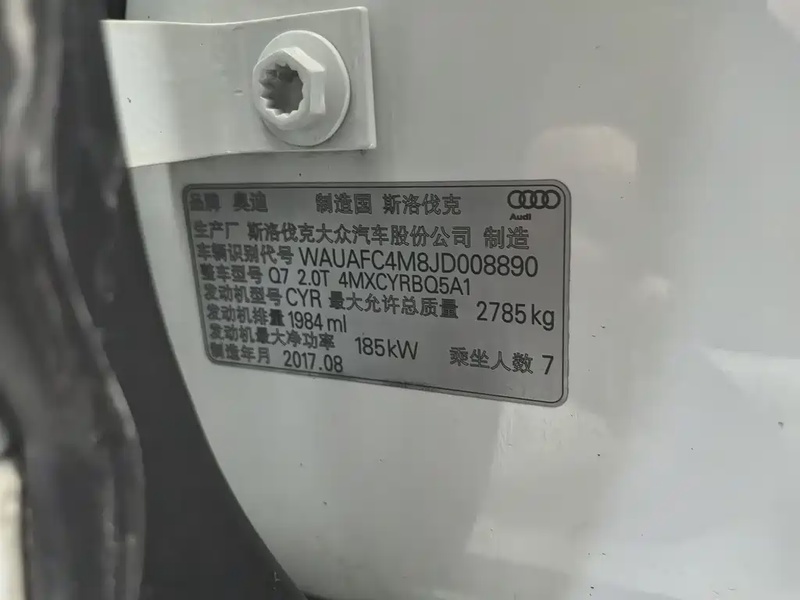 品牌 奥迪 制造国 斯洛伐克
Audi
生产厂 斯洛伐克大众汽车股份公司 制造
车辆识别代号 WAUAFC4M8JD008890
整车型号 Q7 2.0T 4MXCYRBQ5A1
发动机型号 CYR 最大允许总质量 2785kg
发动机排量 1984 ml
发动机最大净功率 185kW 乘坐人数 7
制造年月 2017.08